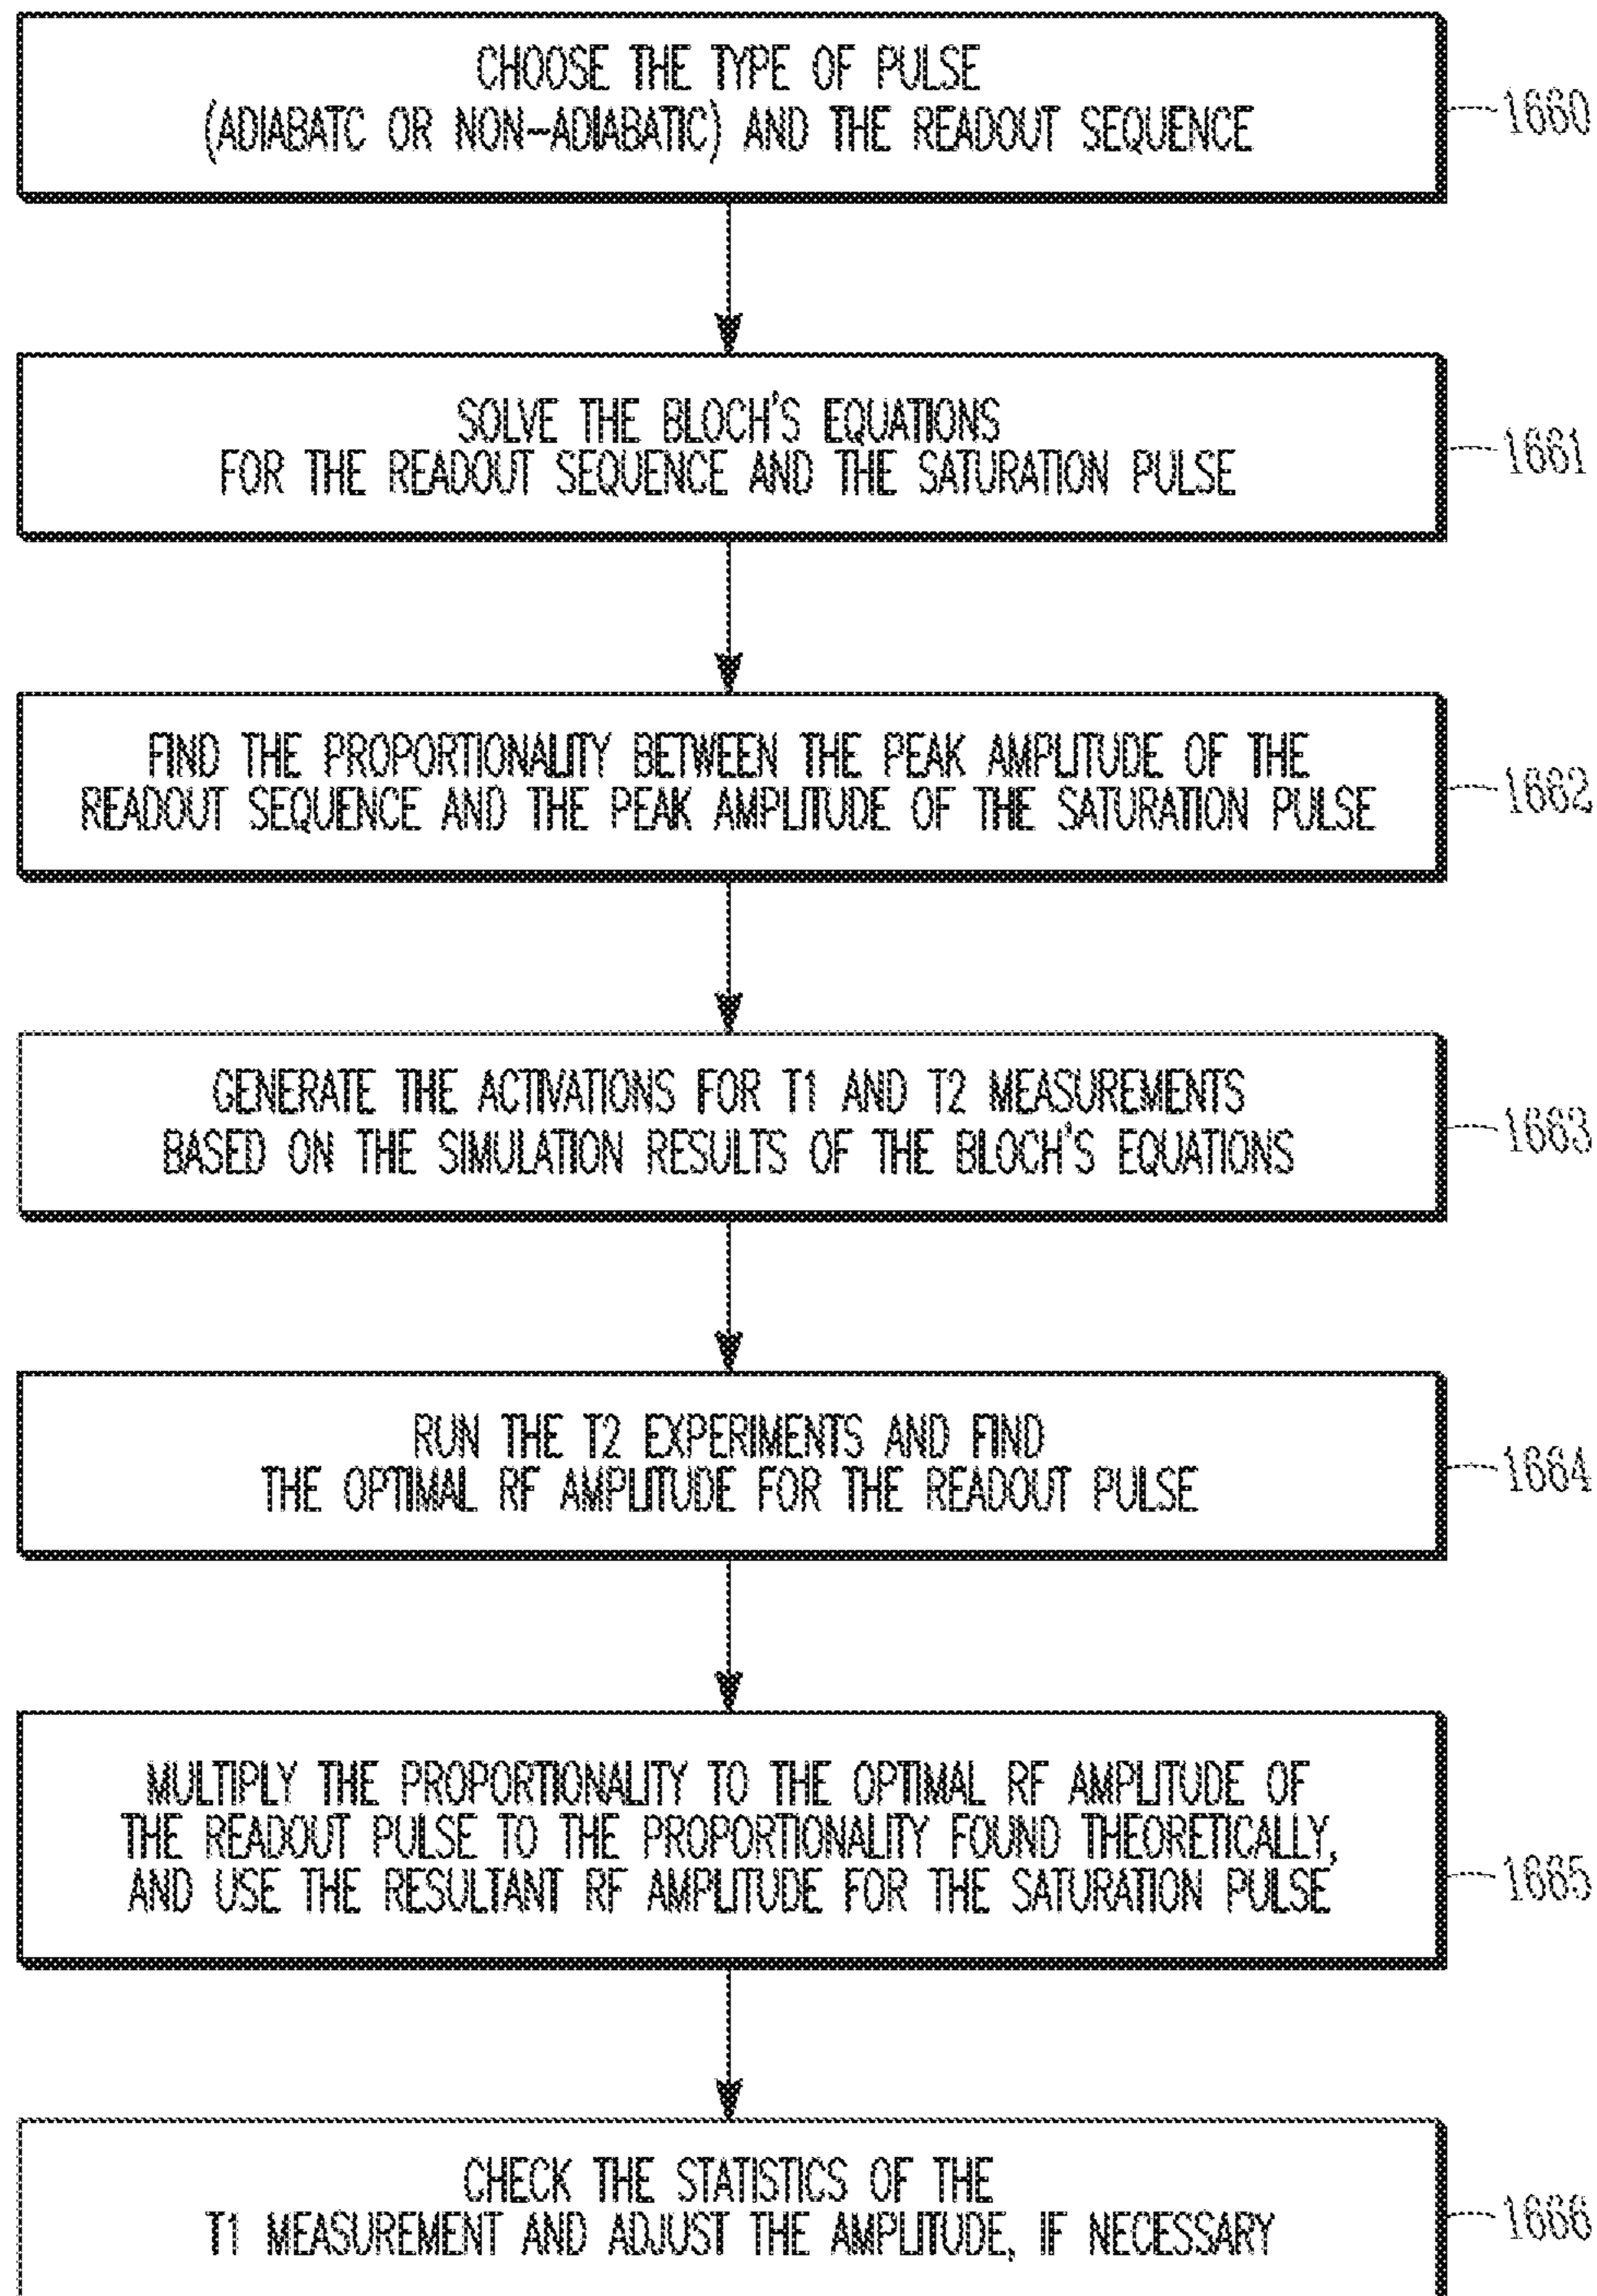 CHOOSE THE TYPE OF PULSE
(ADIABATC OR NON-ADIABATIC) AND THE READOUT SEQUENCE
1660
SOLVE THE BLOCH'S EQUATIONS
FOR THE READOUT SEQUENCE AND THE SATURATION PULSE
1661
FIND THE PROPORTIONALITY BETWEEN THE PEAK AMPLITUDE OF THE
READOUT SEQUENCE AND THE PEAK AMPLITUDE OF THE SATURATION PULSE
1662
GENERATE THE ACTIVATIONS FOR T1 AND T2 MEASUREMENTS
BASED ON THE SIMULATION RESULTS OF THE BLOCH'S EQUATIONS
1663
RUN THE T2 EXPERIMENTS AND FIND
THE OPTIMAL RF AMPLITUDE FOR THE READOUT PULSE
1664
MULTIPLY THE PROPORTIONALITY TO THE OPTIMAL RF AMPLITUDE OF
THE READOUT PULSE TO THE PROPORTIONALITY FOUND THEORETICALLY,
AND USE THE RESULTANT RF AMPLITUDE FOR THE SATURATION PULSE
1665
CHECK THE STATISTICS OF THE
T1 MEASUREMENT AND ADJUST THE AMPLITUDE, IF NECESSARY
1666